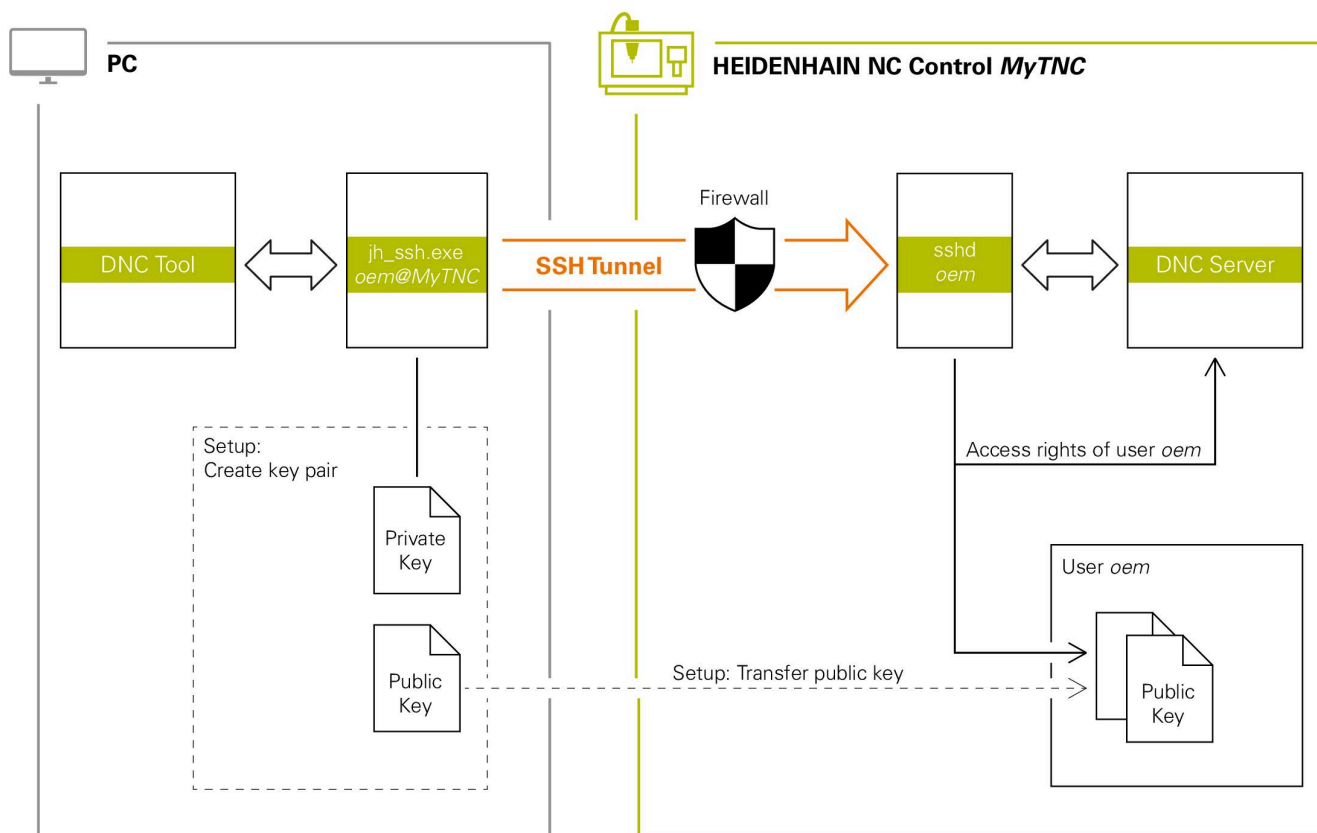 PC
HEIDENHAIN NC Control MyTNC
DNC Tool
jh_ssh.exe
oem@MyTNC
SSH Tunnel
Firewall
sshd
oem
DNC Server
Setup:
Create key pair
Private
Key
Public
Key
Access rights of user oem
Setup: Transfer public key
User oem
Public
Key